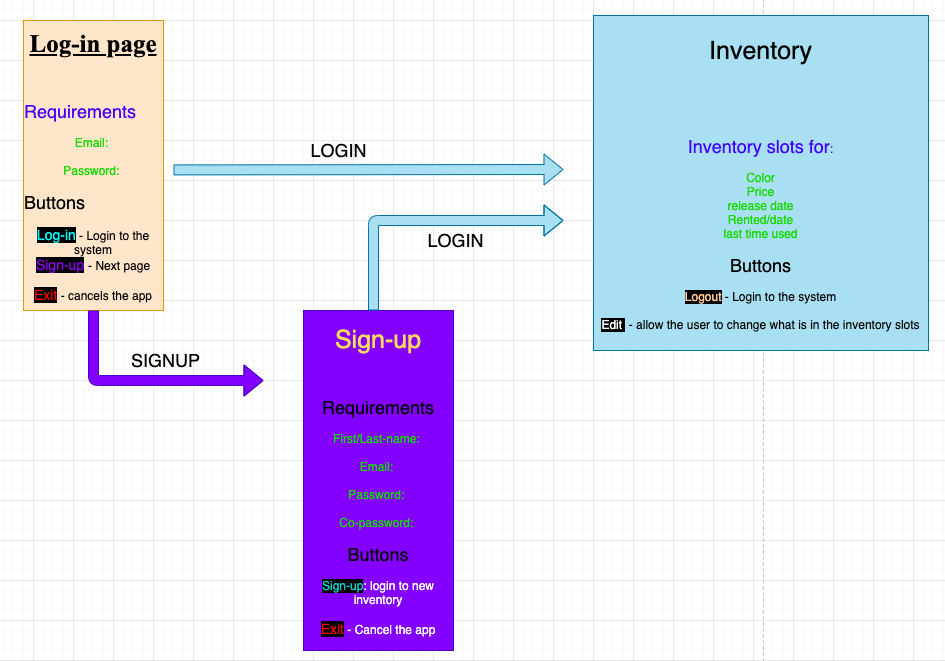 Log-in page
Requirements
Email:
Password:
Buttons
Log-in - Login to the
system
Sign-up - Next page
Exit - cancels the app
LOGIN
LOGIN
SIGNUP
Sign-up
Requirements
First/Last-name:
Email:
Password:
Co-password:
Buttons
Sign-up: login to new
inventory
Exit - Cancel the app
Inventory
Inventory slots for:
Color
Price
release date
Rented/date
last time used
Buttons
Logout - Login to the system
Edit - allow the user to change what is in the inventory slots